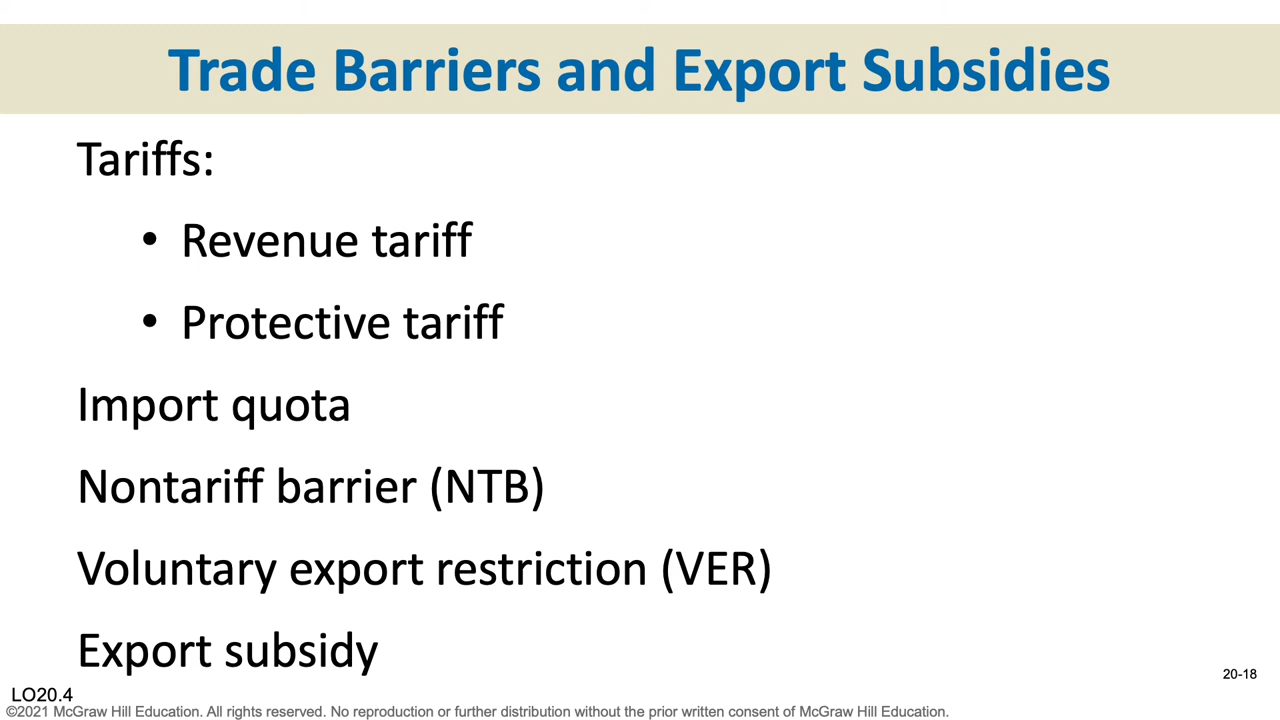 Trade Barriers and Export Subsidies
Tariffs:
• Revenue tariff
• Protective tariff
Import quota
Nontariff barrier (NTB)
Voluntary export restriction (VER)
Export subsidy
20-18
LO20.4
©2021 McGraw Hill Education. All rights reserved. No reproduction or further distribution without the prior written consent of McGraw Hill Education.